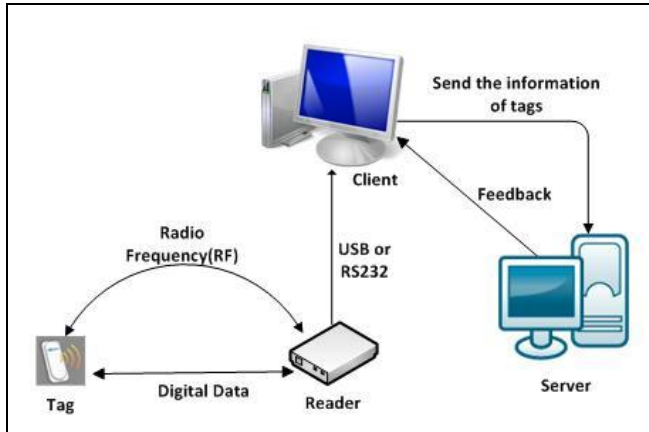 Send the information
of tags
Client
Feedback
Radio
Frequency(RF)
USB or
RS232
Tag
Digital Data
Reader
Server